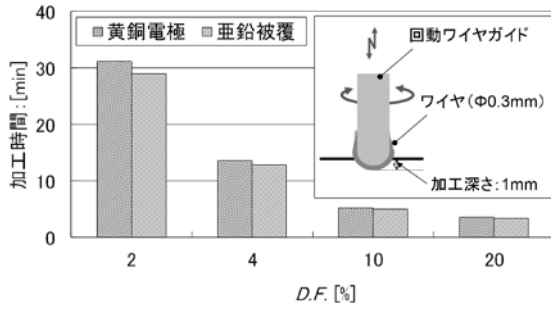 黄銅電極 亜鉛被覆
加工時間:[min]
40
30
20
10
0
2 4 10 20
D.F. [%]
回動ワイヤガイド
ワイヤ(Φ0.3mm)
加工深さ:1mm